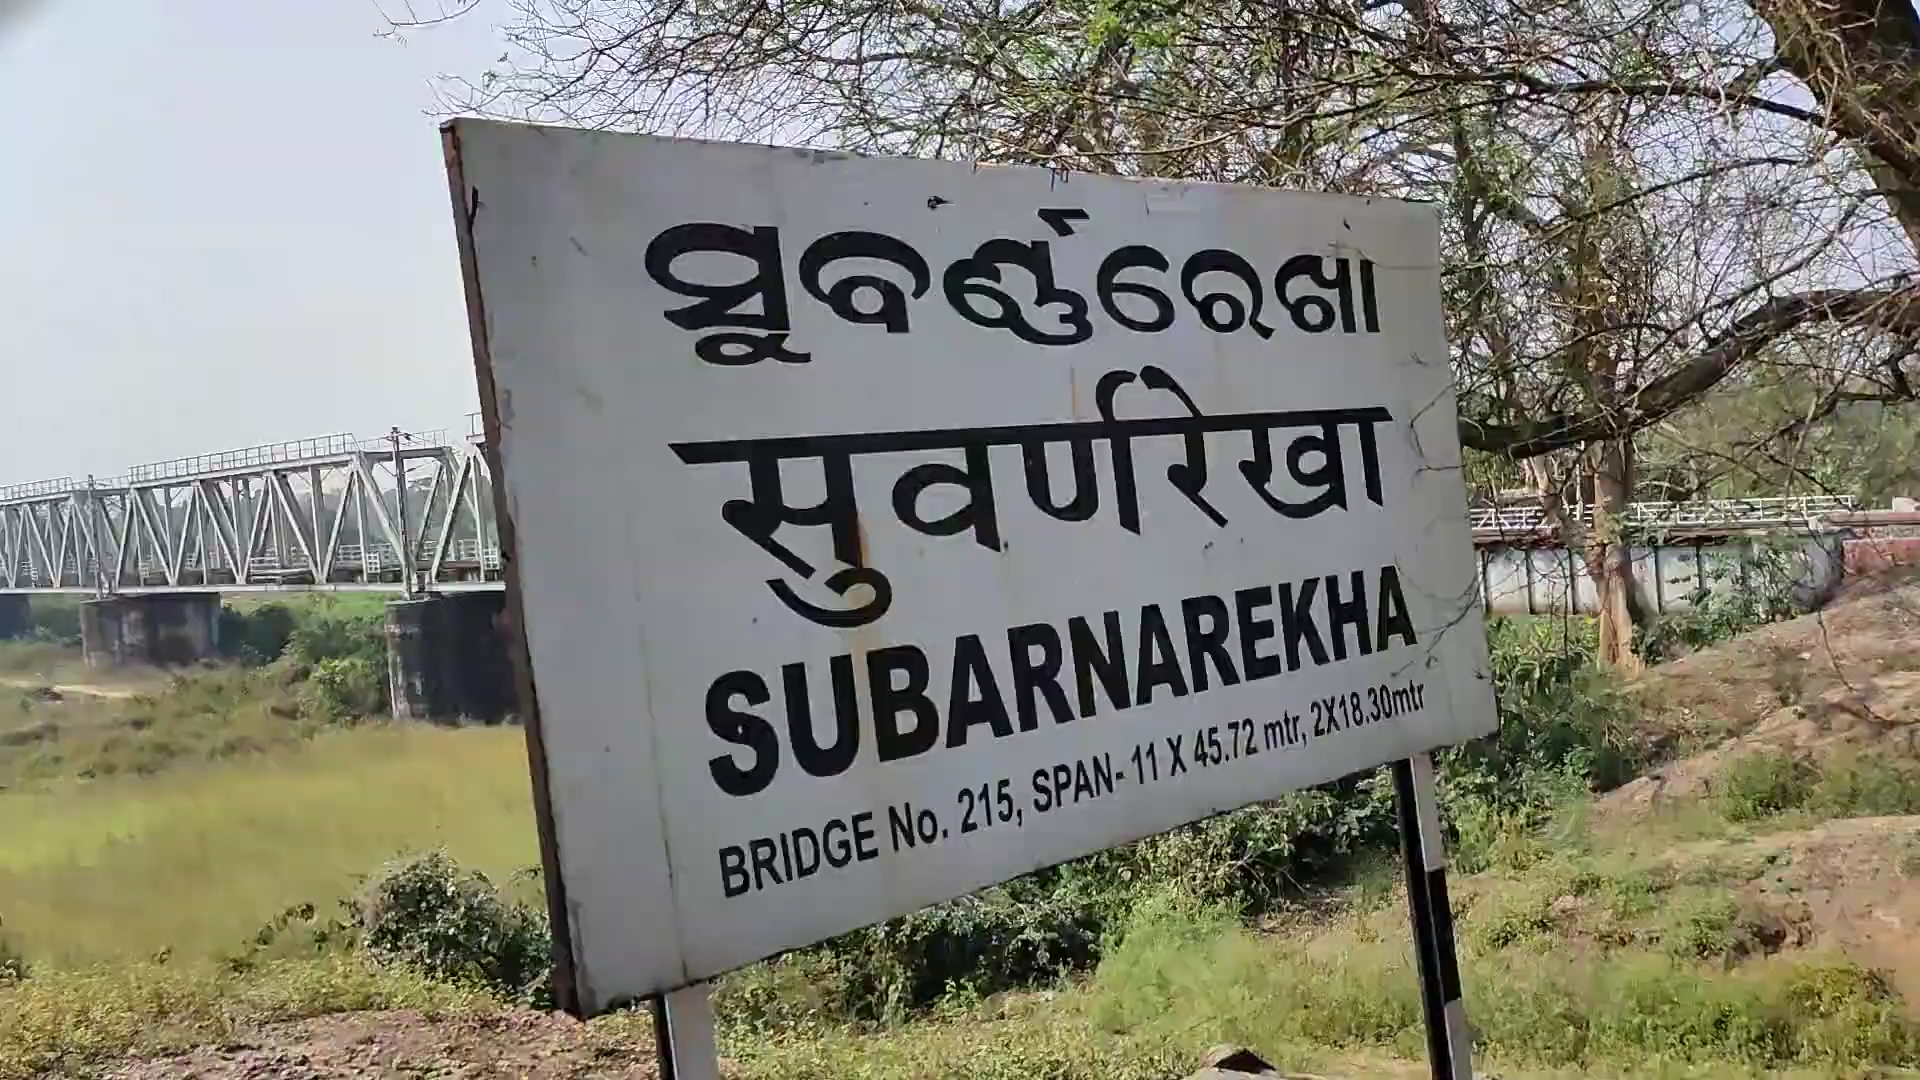 ସୁବର୍ଣ୍ଣରେଖା
सुवर्णरेखा
SUBARNAREKHA
BRIDGE No. 215, SPAN- 11 X 45.72 mtr, 2X18.30mtr